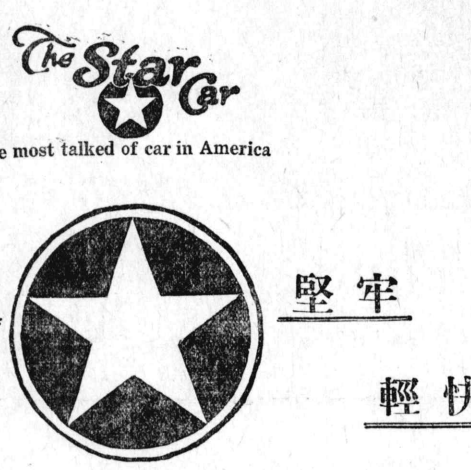 The Star Car
e most talked of car in America
堅牢
輕快